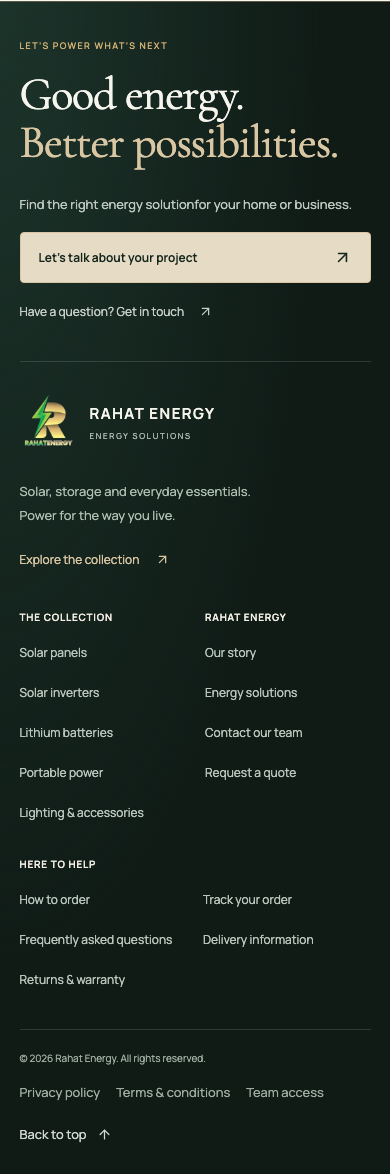 LET'S POWER WHAT'S NEXT
Good energy.
Better possibilities.
Find the right energy solutionfor your home or business.
Let's talk about your project
Have a question? Get in touch
RAHATENERGY
RAHAT ENERGY
ENERGY SOLUTIONS
Solar, storage and everyday essentials.
Power for the way you live.
Explore the collection
THE COLLECTION
Solar panels
Solar inverters
Lithium batteries
Portable power
Lighting & accessories
RAHAT ENERGY
Our story
Energy solutions
Contact our team
Request a quote
HERE TO HELP
How to order
Track your order
Frequently asked questions
Delivery information
Returns & warranty
© 2026 Rahat Energy. All rights reserved.
Privacy policy Terms & conditions Team access
Back to top